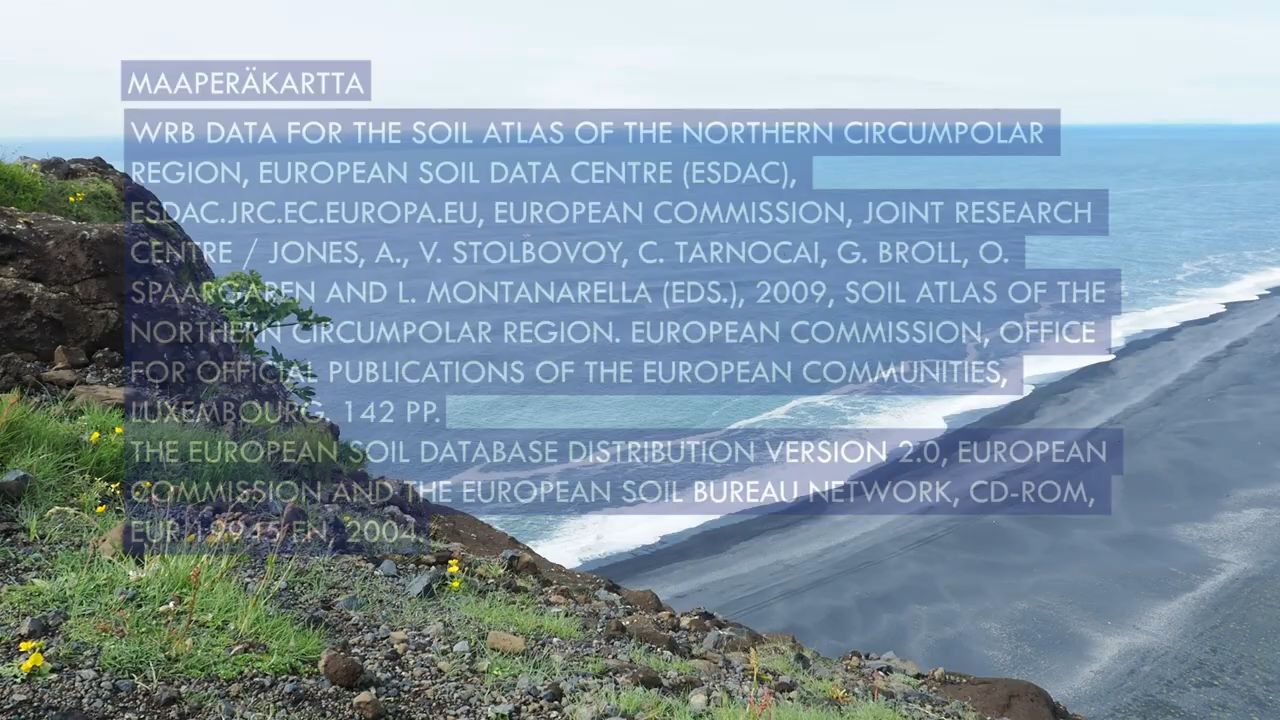 MAAPERÄKARTTA
WRB DATA FOR THE SOIL ATLAS OF THE NORTHERN CIRCUMPOLAR
REGION, EUROPEAN SOIL DATA CENTRE (ESDAC),
ESDAC.JRC.EC.EUROPA.EU, EUROPEAN COMMISSION, JOINT RESEARCH
CENTRE / JONES, A., V. STOLBOVOY, C. TARNOCAI, G. BROLL, O.
SPAARGAREN AND L. MONTANARELLA (EDS.), 2009, SOIL ATLAS OF THE
NORTHERN CIRCUMPOLAR REGION. EUROPEAN COMMISSION, OFFICE
FOR OFFICIAL PUBLICATIONS OF THE EUROPEAN COMMUNITIES,
LUXEMBOURG, 142 PP.
THE EUROPEAN SOIL DATABASE DISTRIBUTION VERSION 2.0, EUROPEAN
COMMISSION AND THE EUROPEAN SOIL BUREAU NETWORK, CD-ROM,
EUR 19945 EN, 2004